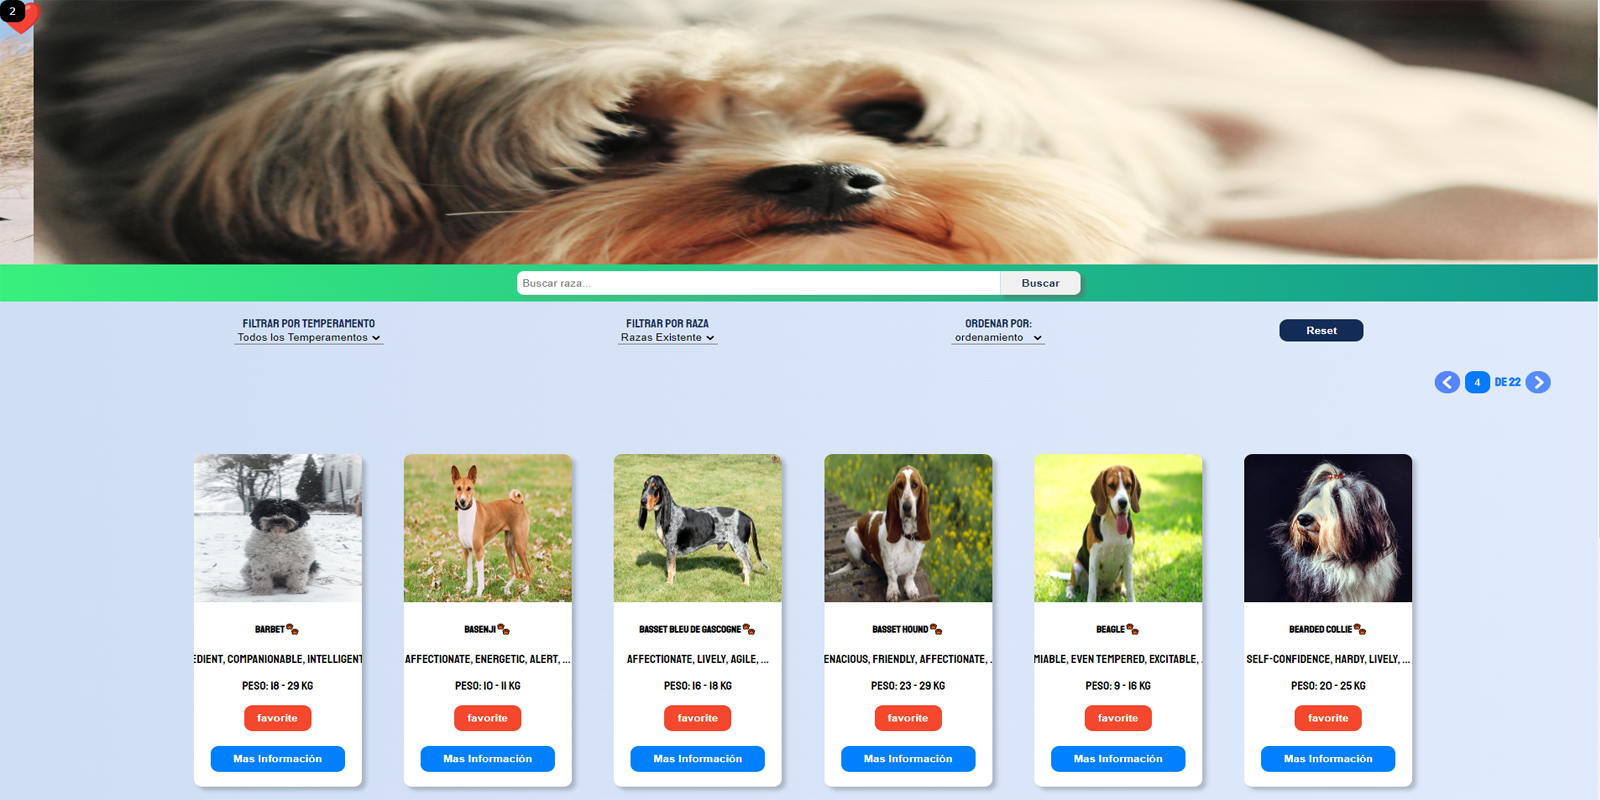 2
Buscar raza...
Buscar
FILTRAR POR TEMPERAMENTO
Todos los Temperamentos
FILTRAR POR RAZA
Razas Existente
ORDENAR POR:
ordenamiento
Reset
4 DE 22
BARBET
EDIENT, COMPANIONABLE, INTELLIGENT
PESO: 18 - 29 KG
favorite
Mas Información
BASENJI
AFFECTIONATE, ENERGETIC, ALERT, ...
PESO: 10 - 11 KG
favorite
Mas Información
BASSET BLEU DE GASCOGNE
AFFECTIONATE, LIVELY, AGILE, ...
PESO: 16 - 18 KG
favorite
Mas Información
BASSET HOUND
ENACIOUS, FRIENDLY, AFFECTIONATE, .
PESO: 23 - 29 KG
favorite
Mas Información
BEAGLE
MIABLE, EVEN TEMPERED, EXCITABLE, .
PESO: 9 - 16 KG
favorite
Mas Información
BEARDED COLLIE
SELF-CONFIDENCE, HARDY, LIVELY, ...
PESO: 20 - 25 KG
favorite
Mas Información